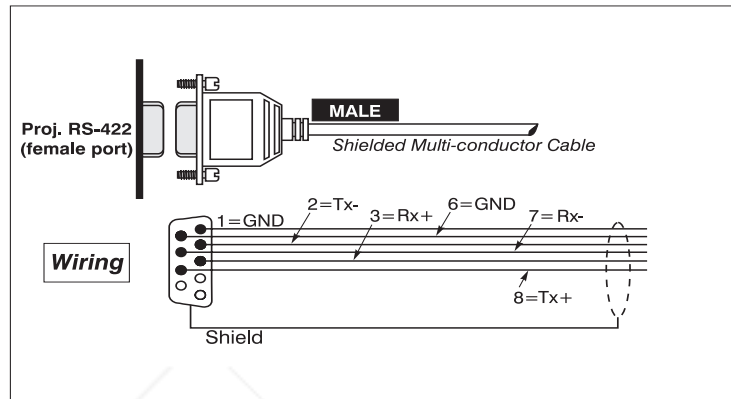 MALE
Proj. RS-422
(female port)
Shielded Multi-conductor Cable
1=GND
2=Tx-
3=Rx+
6=GND
7=Rx-
Wiring
8=Tx+
Shield